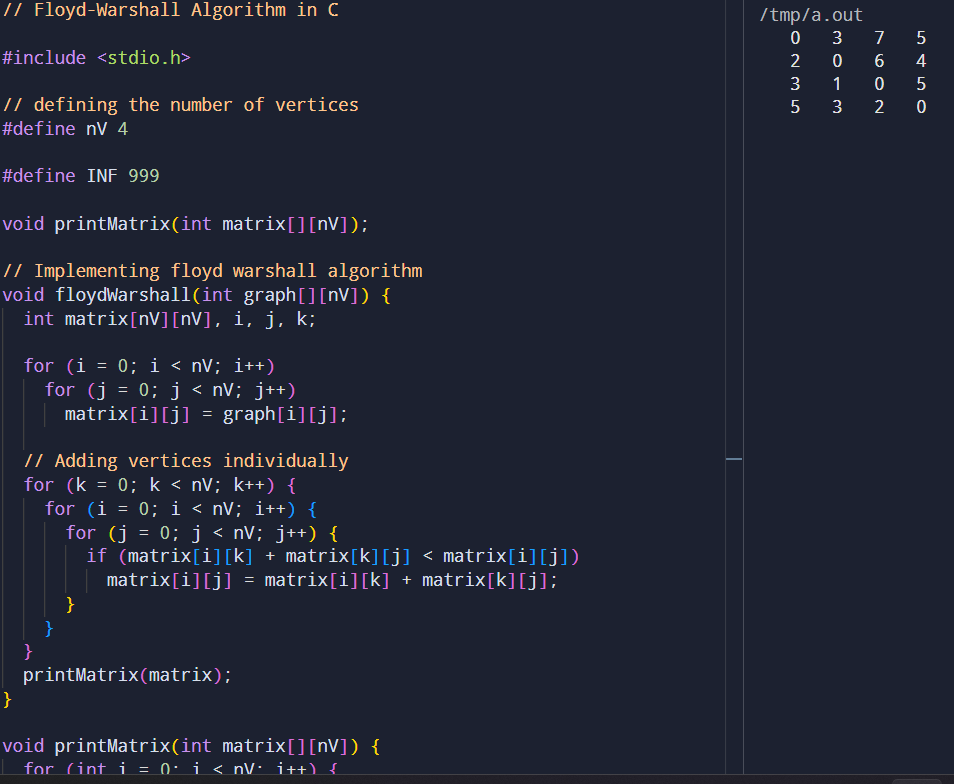 // Floyd-Warshall Algorithm in C
#include <stdio.h>
// defining the number of vertices
#define nV 4
#define INF 999
void printMatrix(int matrix[][nV]);
// Implementing floyd warshall algorithm
void floydWarshall(int graph[][nV]) {
int matrix[nV][nV], i, j, k;
for (i = 0; i < nV; i++)
for (j = 0; j < nV; j++)
matrix[i][j] = graph[i][j];
// Adding vertices individually
for (k = 0; k < nV; k++) {
for (i = 0; i < nV; i++) {
for (j = 0; j < nV; j++) {
if (matrix[i][k] + matrix[k][j] < matrix[i][j])
matrix[i][j] = matrix[i][k] + matrix[k][j];
}
}
}
printMatrix(matrix);
}
void printMatrix(int matrix[][nV]) {
for (int i = 0; i < nV; i++) {
/tmp/a.out
0 3 7 5
2 0 6 4
3 1 0 5
5 3 2 0